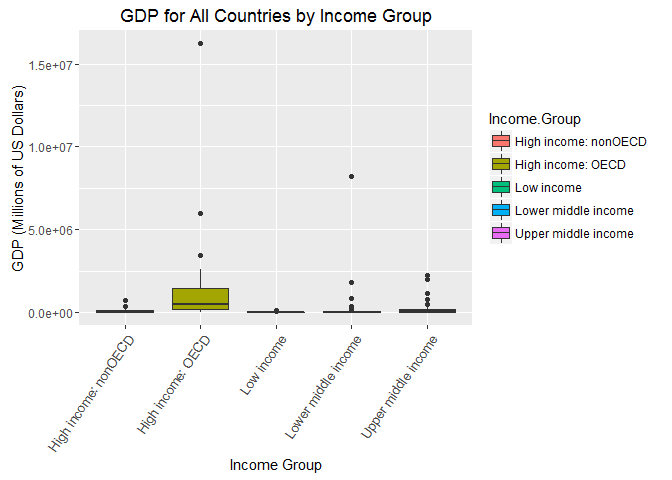 GDP for All Countries by Income Group
GDP (Millions of US Dollars)
1.5e+07
1.0e+07
5.0e+06
0.0e+00
High income: nonOECD
High income: OECD
Low income
Lower middle income
Upper middle income
Income Group
Income.Group
High income: nonOECD
High income: OECD
Low income
Lower middle income
Upper middle income